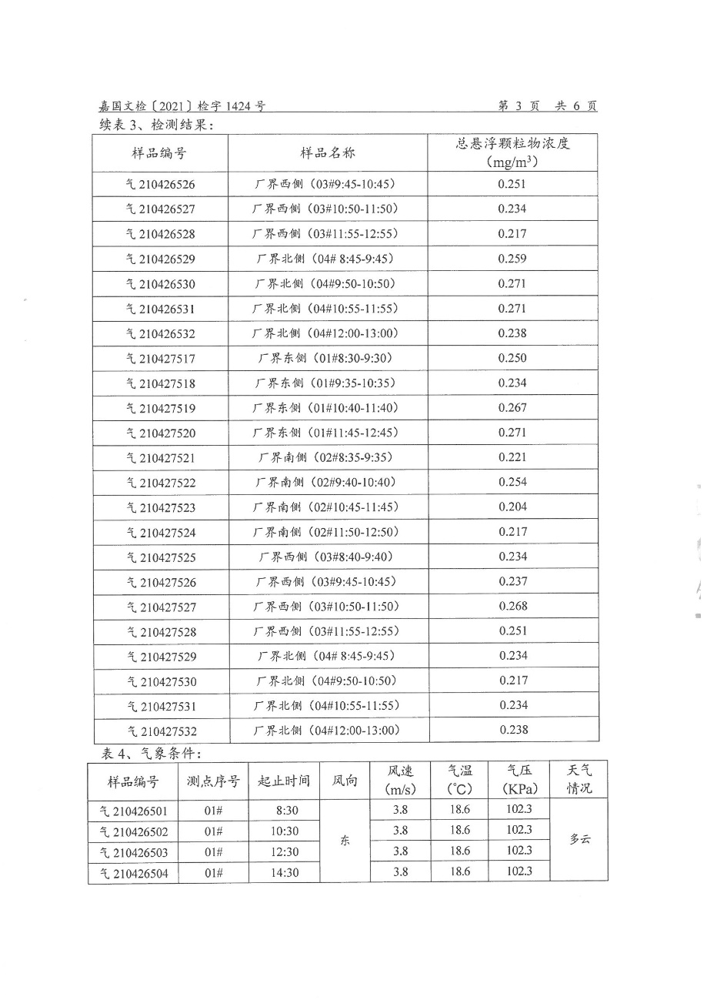 嘉国文检〔2021〕检字 1424 号 第 3 页 共 6 页
续表 3、检测结果：
样品编号 样品名称 总悬浮颗粒物浓度（mg/m³）
气 210426526 厂界西侧（03#9:45-10:45） 0.251
气 210426527 厂界西侧（03#10:50-11:50） 0.234
气 210426528 厂界西侧（03#11:55-12:55） 0.217
气 210426529 厂界北侧（04# 8:45-9:45） 0.259
气 210426530 厂界北侧（04#9:50-10:50） 0.271
气 210426531 厂界北侧（04#10:55-11:55） 0.271
气 210426532 厂界北侧（04#12:00-13:00） 0.238
气 210427517 厂界东侧（01#8:30-9:30） 0.250
气 210427518 厂界东侧（01#9:35-10:35） 0.234
气 210427519 厂界东侧（01#10:40-11:40） 0.267
气 210427520 厂界东侧（01#11:45-12:45） 0.271
气 210427521 厂界南侧（02#8:35-9:35） 0.221
气 210427522 厂界南侧（02#9:40-10:40） 0.254
气 210427523 厂界南侧（02#10:45-11:45） 0.204
气 210427524 厂界南侧（02#11:50-12:50） 0.217
气 210427525 厂界西侧（03#8:40-9:40） 0.234
气 210427526 厂界西侧（03#9:45-10:45） 0.237
气 210427527 厂界西侧（03#10:50-11:50） 0.268
气 210427528 厂界西侧（03#11:55-12:55） 0.251
气 210427529 厂界北侧（04# 8:45-9:45） 0.234
气 210427530 厂界北侧（04#9:50-10:50） 0.217
气 210427531 厂界北侧（04#10:55-11:55） 0.234
气 210427532 厂界北侧（04#12:00-13:00） 0.238
表 4、气象条件：
样品编号 测点序号 起止时间 风向 风速（m/s） 气温（℃） 气压（KPa） 天气情况
气 210426501 01# 8:30 东 3.8 18.6 102.3 多云
气 210426502 01# 10:30 3.8 18.6 102.3
气 210426503 01# 12:30 3.8 18.6 102.3
气 210426504 01# 14:30 3.8 18.6 102.3